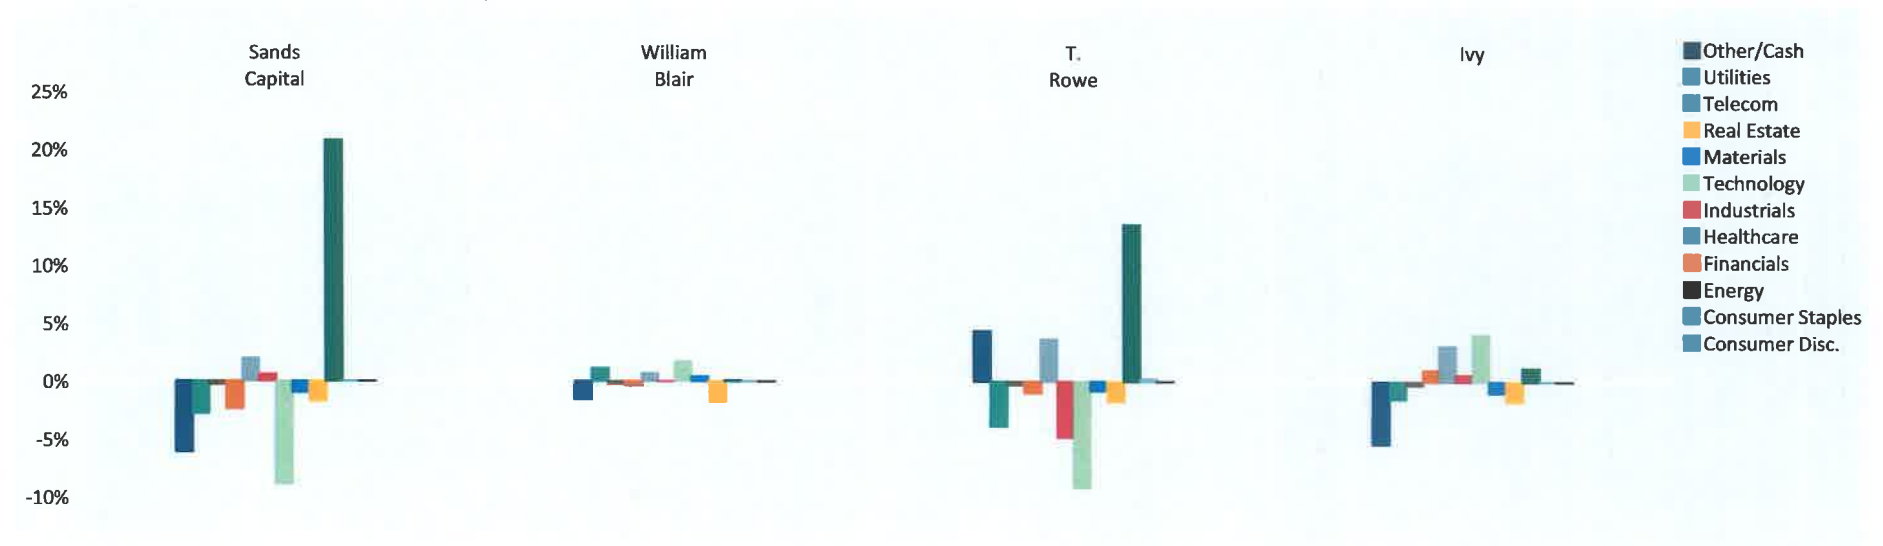 Sands
Capital
William
Blair
T.
Rowe
Ivy
25%
20%
15%
10%
5%
0%
-5%
-10%
Other/Cash
Utilities
Telecom
Real Estate
Materials
Technology
Industrials
Healthcare
Financials
Energy
Consumer Staples
Consumer Disc.